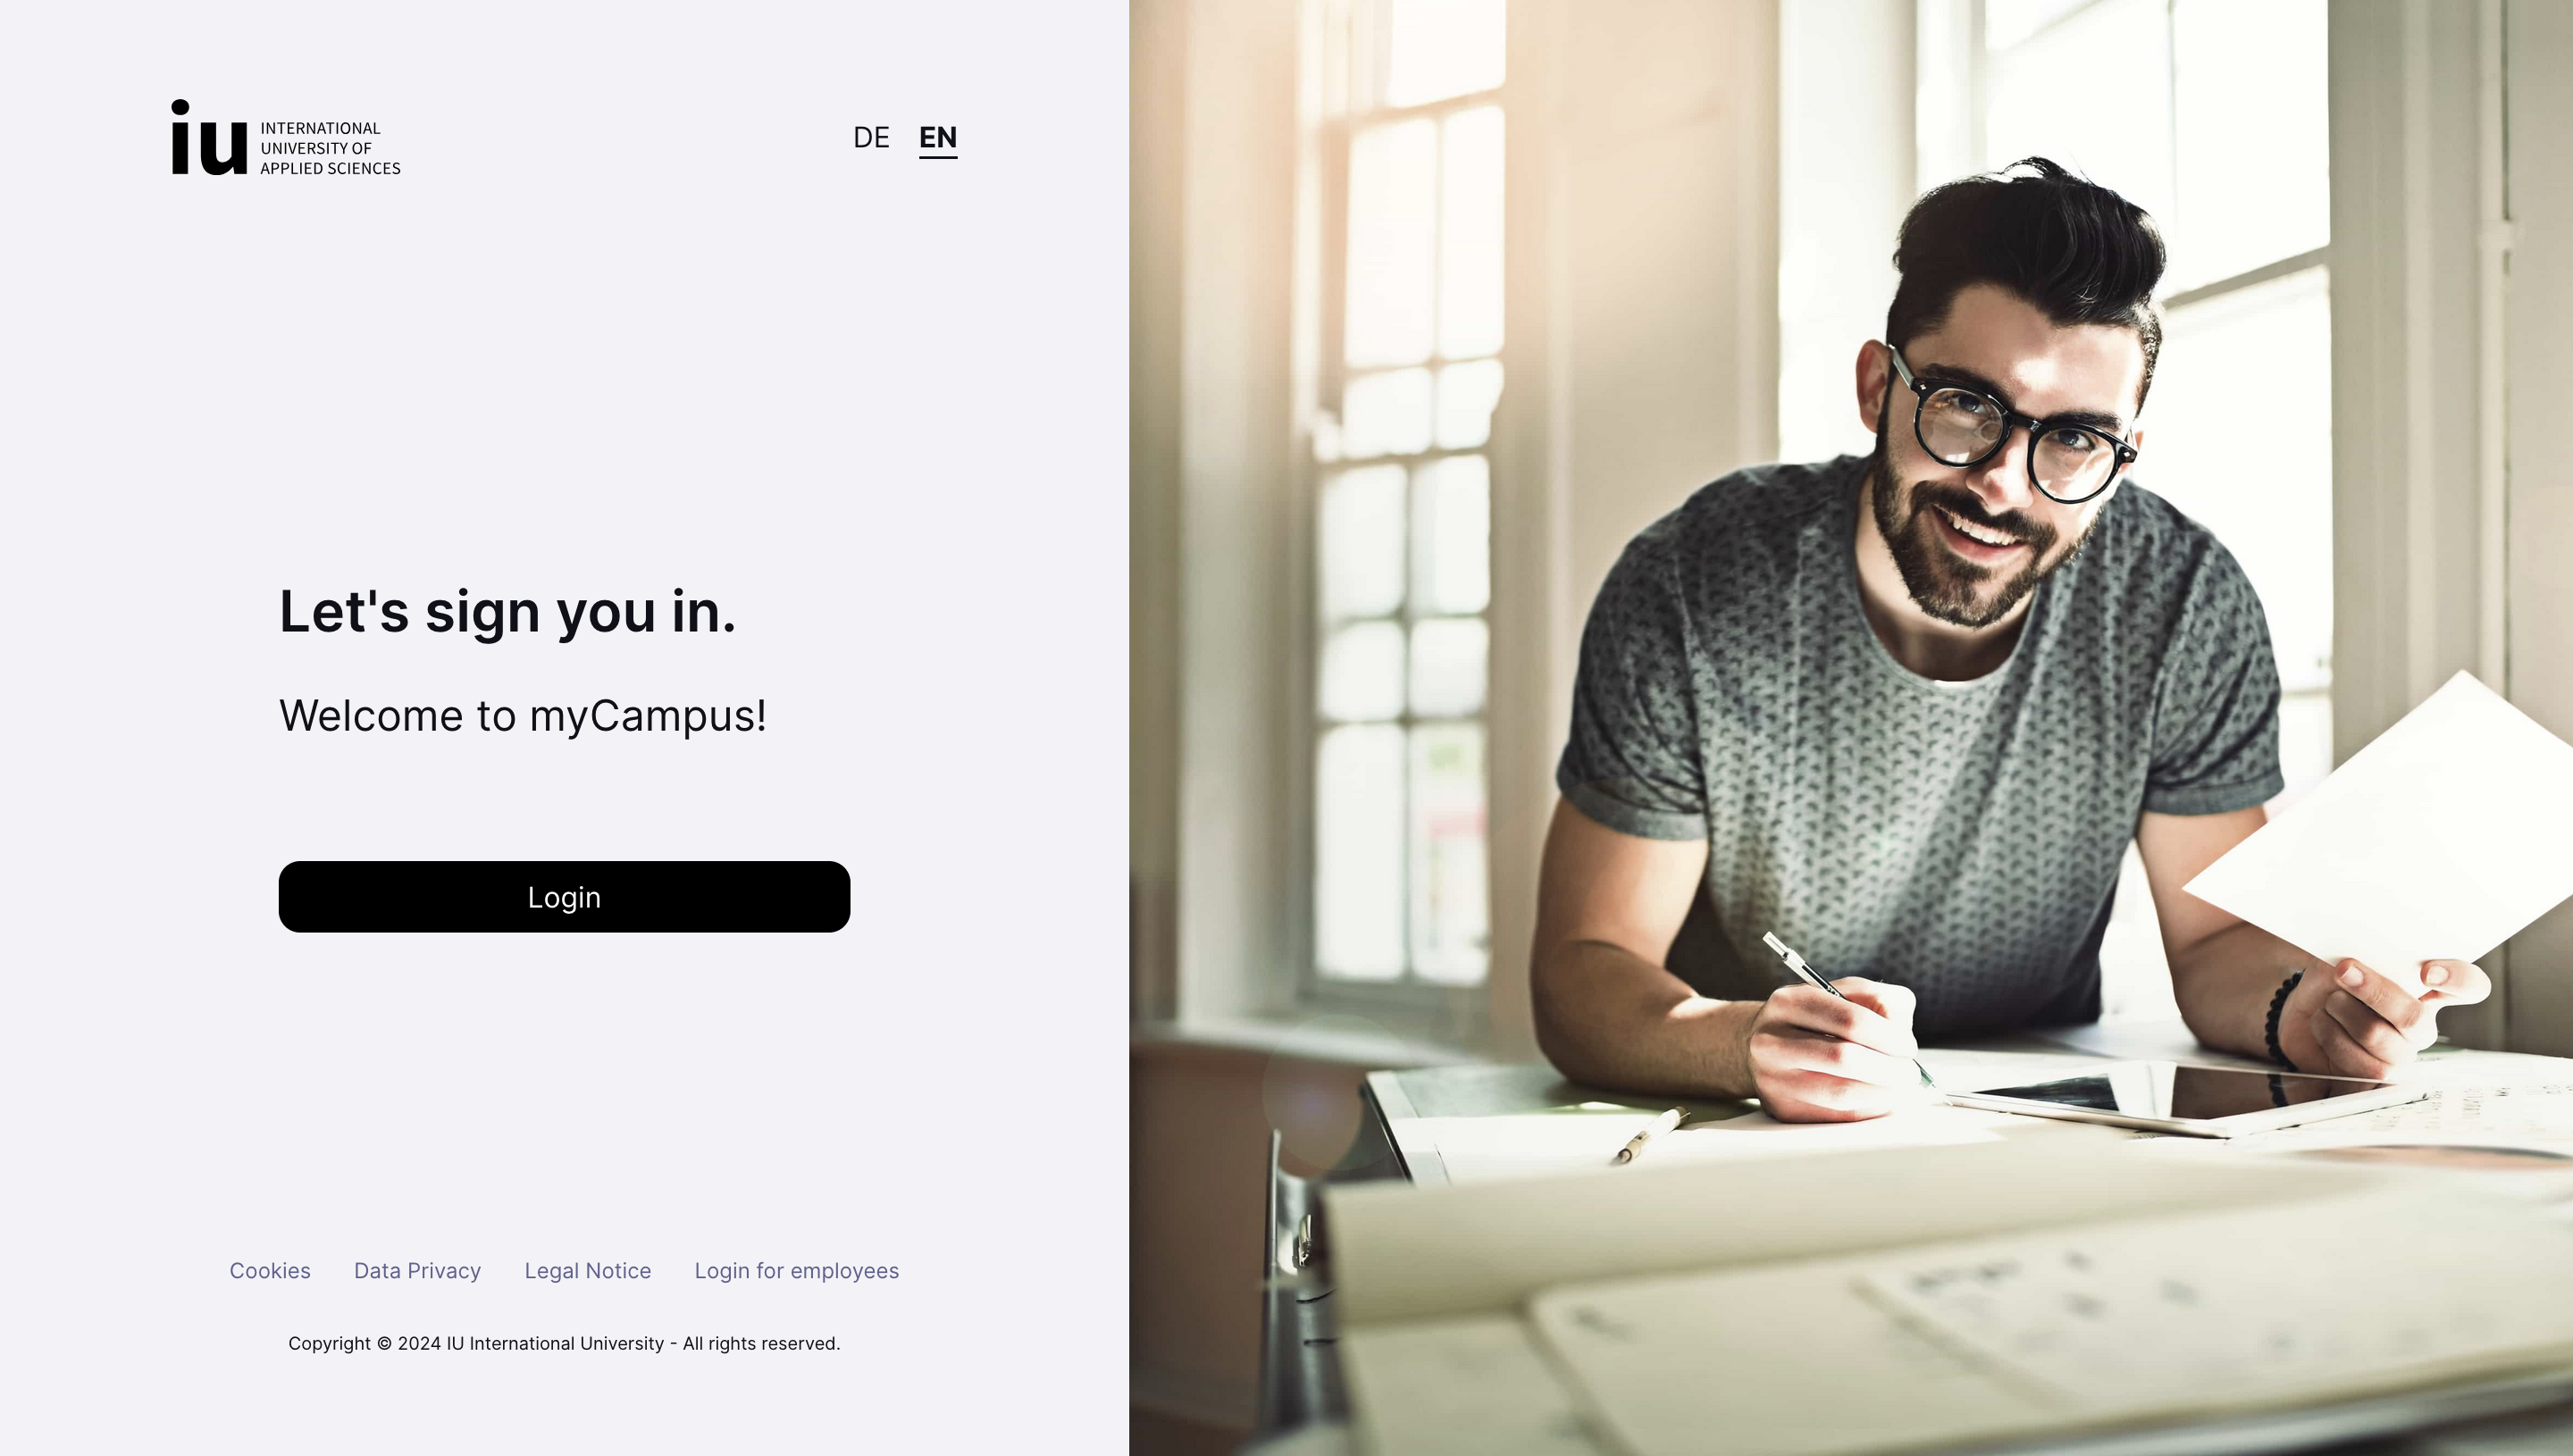 iu
INTERNATIONAL
UNIVERSITY OF
APPLIED SCIENCES
DE EN
Let's sign you in.
Welcome to myCampus!
Login
Cookies Data Privacy Legal Notice Login for employees
Copyright © 2024 IU International University - All rights reserved.